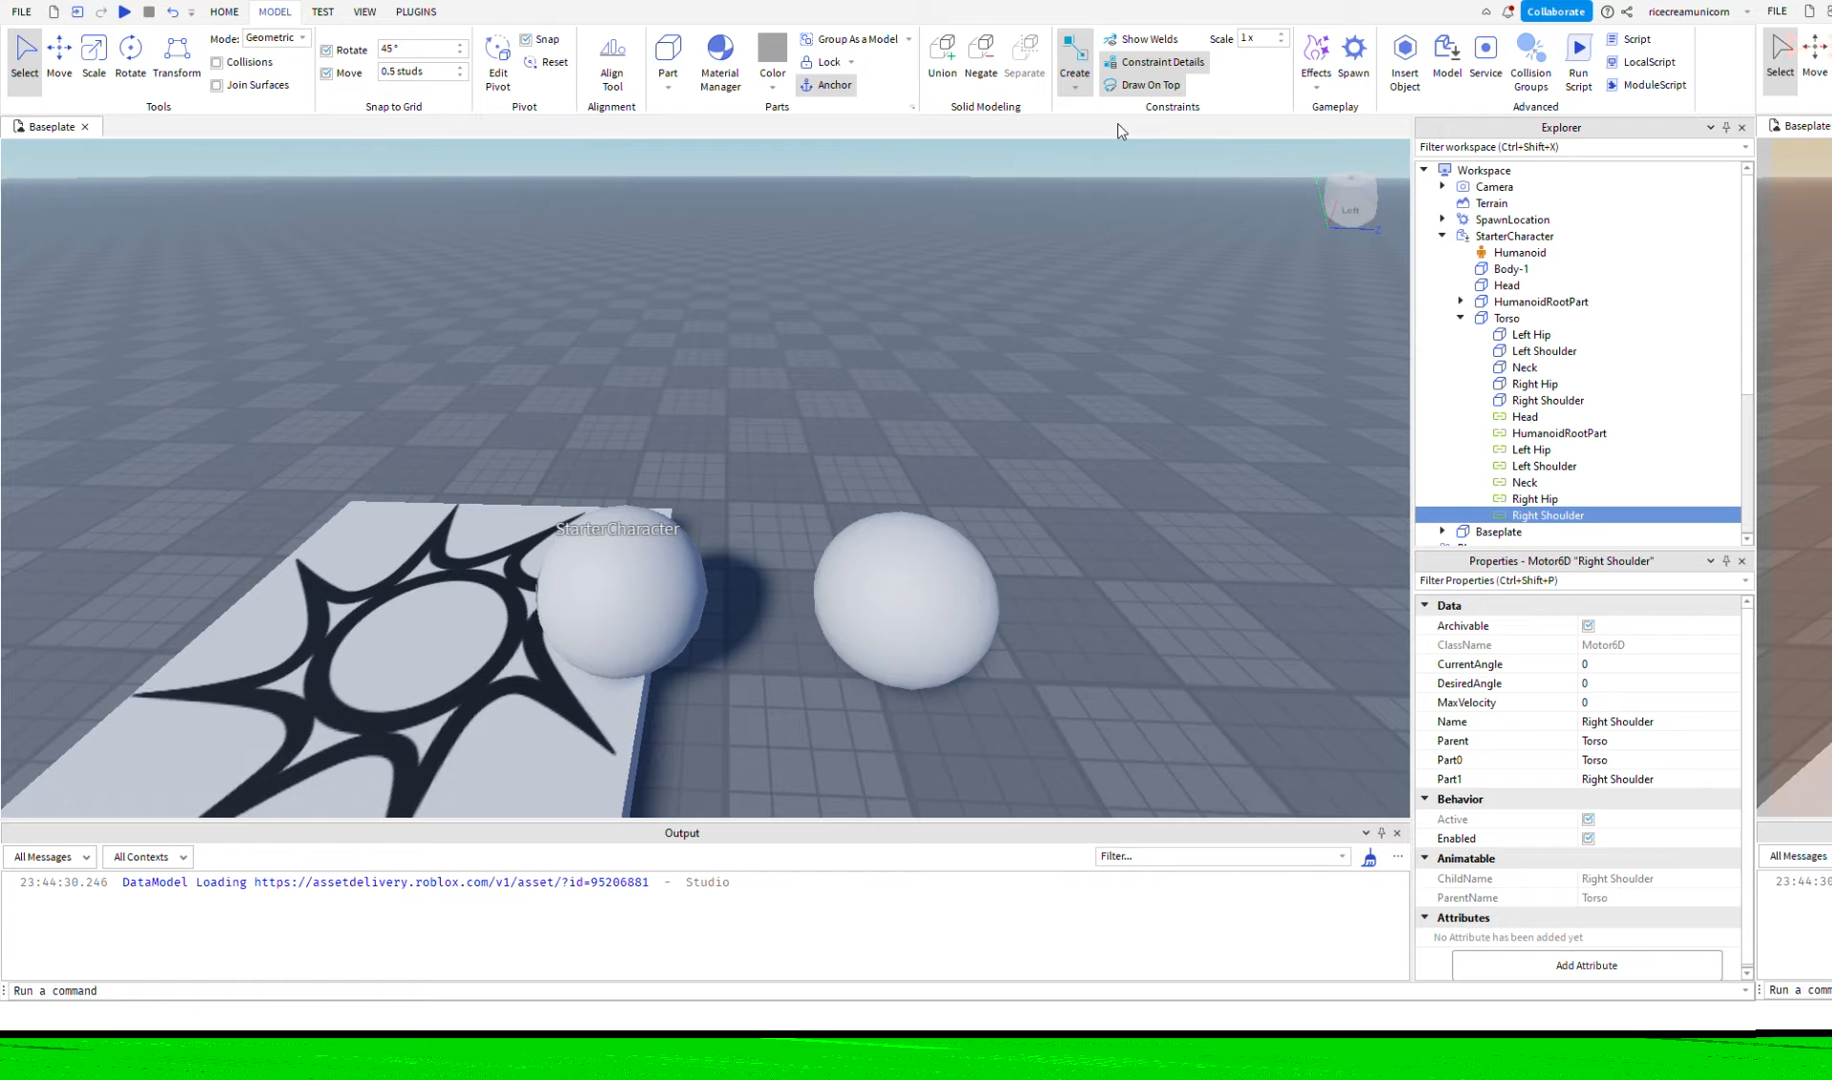 FILE HOME MODEL TEST VIEW PLUGINS Collaborate ricecreamunicorn FILE
Select Move Scale Rotate Transform
Mode: Geometric
Collisions
Join Surfaces
Tools
Rotate 45°
Move 0.5 studs
Snap to Grid
Edit Pivot
Snap
Reset
Pivot
Align Tool
Alignment
Part
Material Manager
Color
Group As a Model
Lock
Anchor
Parts
Union Negate Separate
Solid Modeling
Create
Show Welds
Constraint Details
Draw On Top
Scale 1 x
Constraints
Effects Spawn
Gameplay
Insert Object
Model
Service
Collision Groups
Run Script
Script
LocalScript
ModuleScript
Advanced
Select Move
Baseplate
Baseplate
Left
Z
StarterCharacter
Explorer
Filter workspace (Ctrl+Shift+X)
Workspace
Camera
Terrain
SpawnLocation
StarterCharacter
Humanoid
Body-1
Head
HumanoidRootPart
Torso
Left Hip
Left Shoulder
Neck
Right Hip
Right Shoulder
Head
HumanoidRootPart
Left Hip
Left Shoulder
Neck
Right Hip
Right Shoulder
Baseplate
Properties - Motor6D "Right Shoulder"
Filter Properties (Ctrl+Shift+P)
Data
Archivable
ClassName Motor6D
CurrentAngle 0
DesiredAngle 0
MaxVelocity 0
Name Right Shoulder
Parent Torso
Part0 Torso
Part1 Right Shoulder
Behavior
Active
Enabled
Animatable
ChildName Right Shoulder
ParentName Torso
Attributes
No Attribute has been added yet
Add Attribute
Output
All Messages All Contexts Filter...
23:44:30.246 DataModel Loading https://assetdelivery.roblox.com/v1/asset/?id=95206881 - Studio
Run a command
All Messages
23:44:30
Run a comm